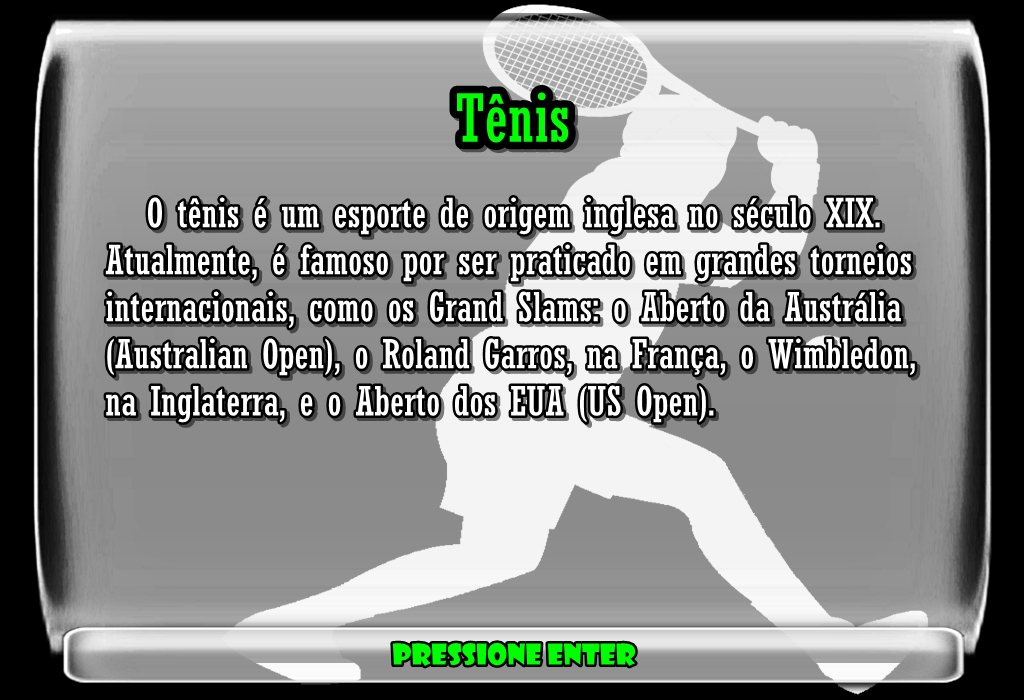 Tênis
O tênis é um esporte de origem inglesa no século XIX.
Atualmente, é famoso por ser praticado em grandes torneios
internacionais, como os Grand Slams: o Aberto da Austrália
(Australian Open), o Roland Garros, na França, o Wimbledon,
na Inglaterra, e o Aberto dos EUA (US Open).
PRESSIONE ENTER